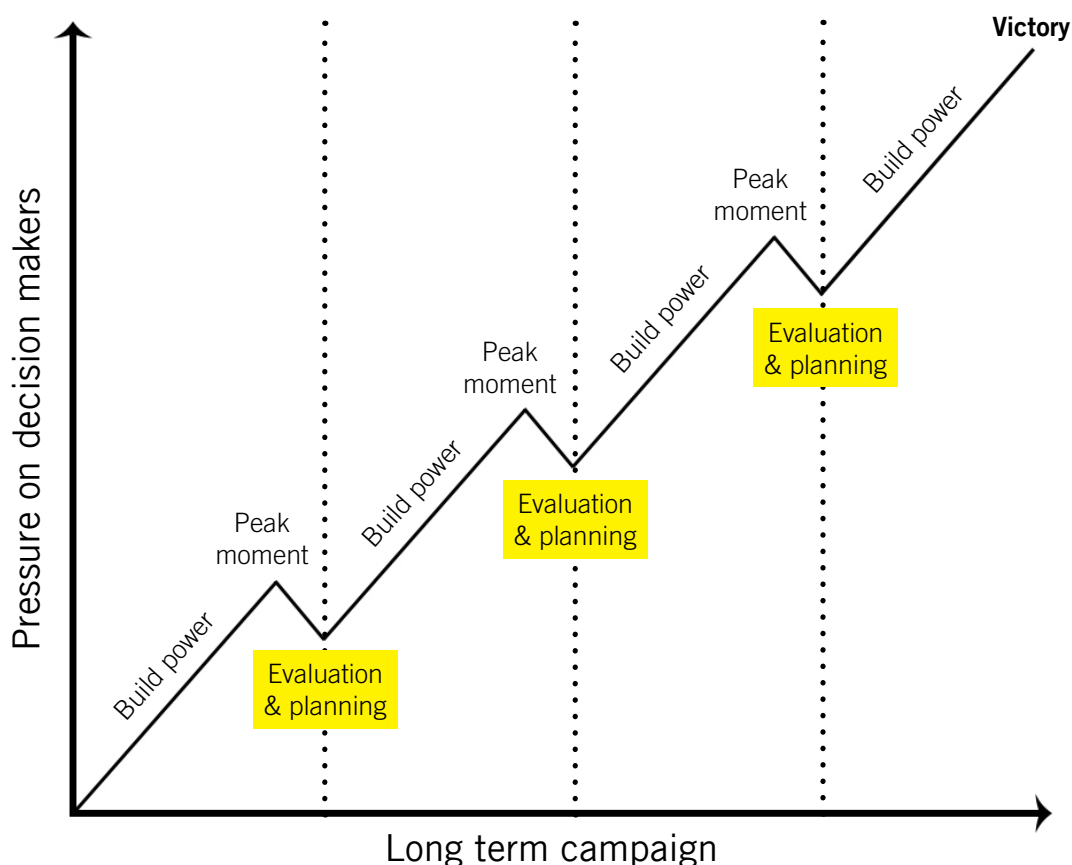 Victory
Build power
Peak
moment
Build power
Evaluation
& planning
Peak
moment
Build power
Evaluation
& planning
Peak
moment
Build power
Evaluation
& planning
Pressure on decision makers
Long term campaign